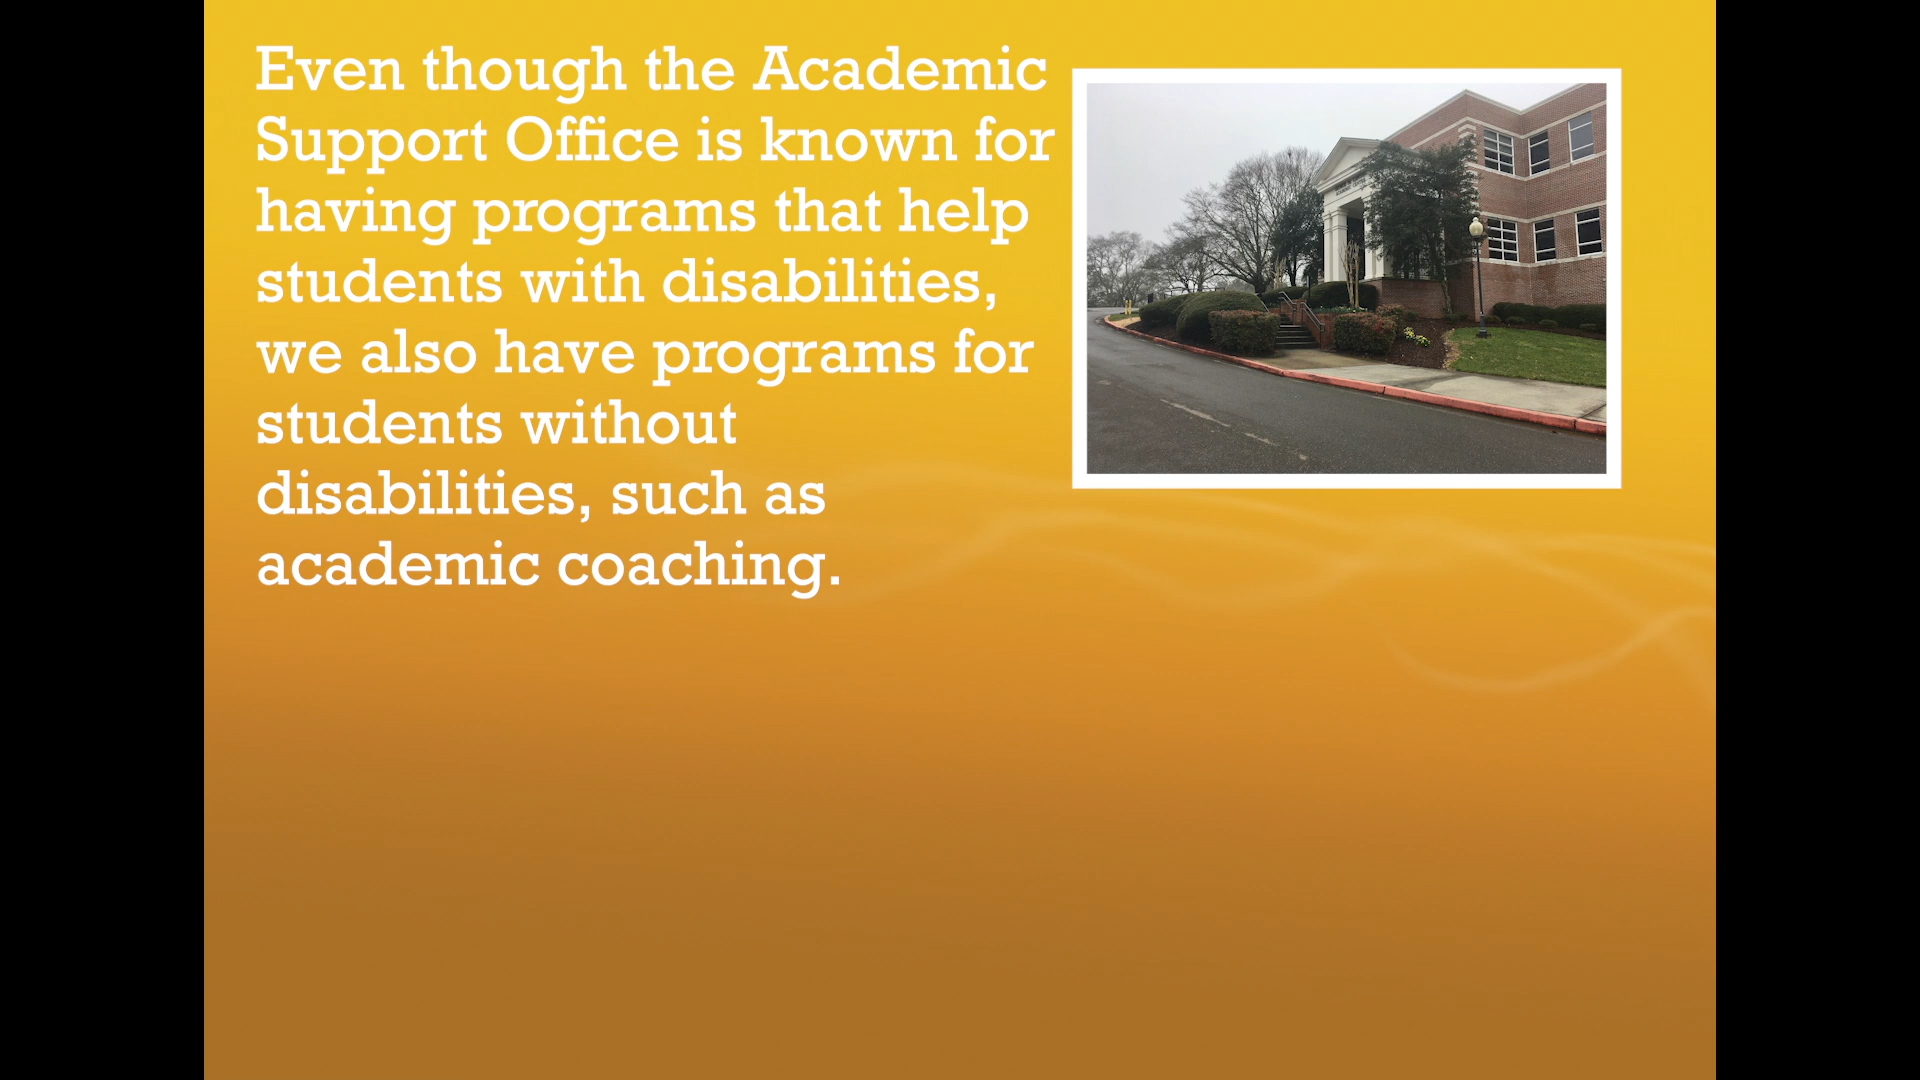 Even though the Academic
Support Office is known for
having programs that help
students with disabilities,
we also have programs for
students without
disabilities, such as
academic coaching.